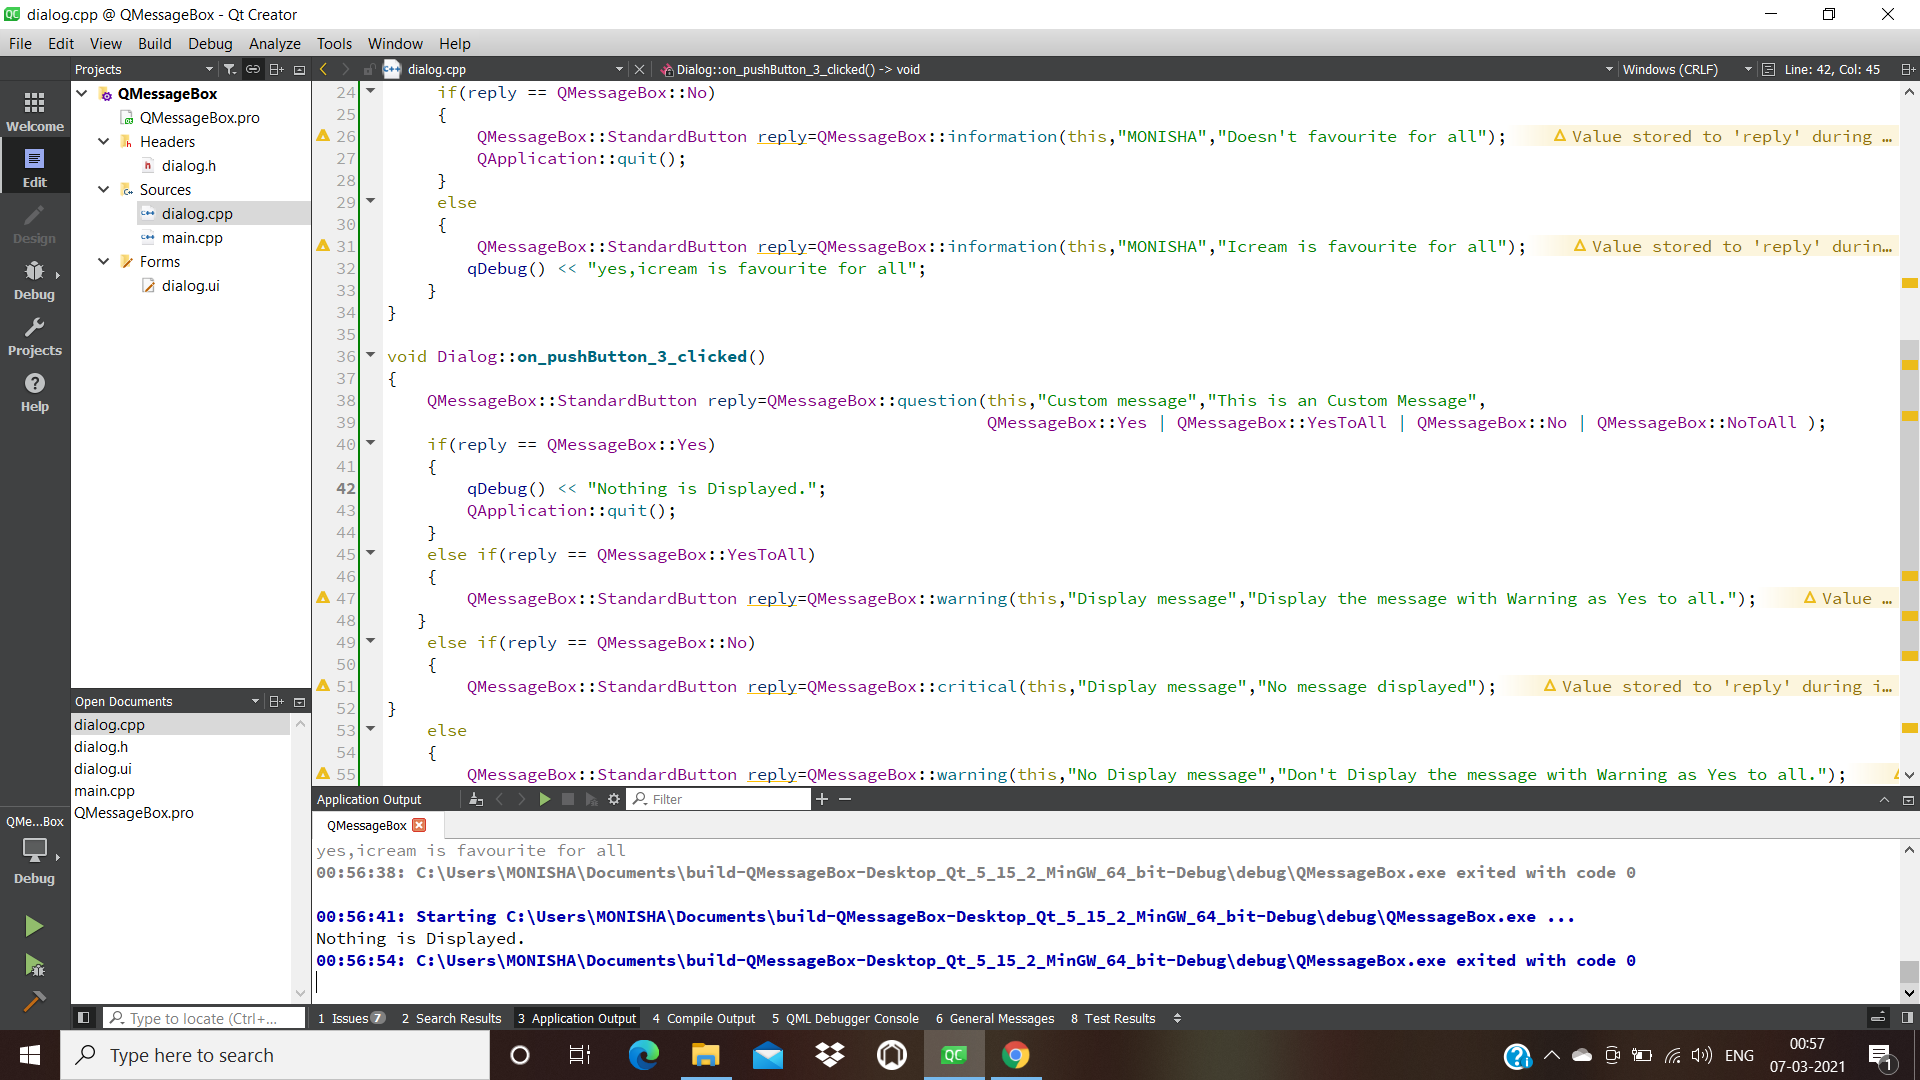 dialog.cpp @ QMessageBox - Qt Creator
File Edit View Build Debug Analyze Tools Window Help
Projects
dialog.cpp
Dialog::on_pushButton_3_clicked() -> void
Windows (CRLF)
Line: 42, Col: 45
Welcome
Edit
Design
Debug
Projects
Help
QMessageBox
QMessageBox.pro
Headers
dialog.h
Sources
dialog.cpp
main.cpp
Forms
dialog.ui
24 if(reply == QMessageBox::No)
25 {
26 QMessageBox::StandardButton reply=QMessageBox::information(this,"MONISHA","Doesn't favourite for all"); Value stored to 'reply' during …
27 QApplication::quit();
28 }
29 else
30 {
31 QMessageBox::StandardButton reply=QMessageBox::information(this,"MONISHA","Icream is favourite for all"); Value stored to 'reply' durin…
32 qDebug() << "yes,icream is favourite for all";
33 }
34 }
35
36 void Dialog::on_pushButton_3_clicked()
37 {
38 QMessageBox::StandardButton reply=QMessageBox::question(this,"Custom message","This is an Custom Message",
39 QMessageBox::Yes | QMessageBox::YesToAll | QMessageBox::No | QMessageBox::NoToAll );
40 if(reply == QMessageBox::Yes)
41 {
42 qDebug() << "Nothing is Displayed.";
43 QApplication::quit();
44 }
45 else if(reply == QMessageBox::YesToAll)
46 {
47 QMessageBox::StandardButton reply=QMessageBox::warning(this,"Display message","Display the message with Warning as Yes to all."); Value …
48 }
49 else if(reply == QMessageBox::No)
50 {
51 QMessageBox::StandardButton reply=QMessageBox::critical(this,"Display message","No message displayed"); Value stored to 'reply' during i…
52 }
53 else
54 {
55 QMessageBox::StandardButton reply=QMessageBox::warning(this,"No Display message","Don't Display the message with Warning as Yes to all.");
Open Documents
dialog.cpp
dialog.h
dialog.ui
main.cpp
QMessageBox.pro
QMe...Box
Debug
Application Output
Filter
QMessageBox
yes,icream is favourite for all
00:56:38: C:\Users\MONISHA\Documents\build-QMessageBox-Desktop_Qt_5_15_2_MinGW_64_bit-Debug\debug\QMessageBox.exe exited with code 0
00:56:41: Starting C:\Users\MONISHA\Documents\build-QMessageBox-Desktop_Qt_5_15_2_MinGW_64_bit-Debug\debug\QMessageBox.exe ...
Nothing is Displayed.
00:56:54: C:\Users\MONISHA\Documents\build-QMessageBox-Desktop_Qt_5_15_2_MinGW_64_bit-Debug\debug\QMessageBox.exe exited with code 0
Type to locate (Ctrl+...
1 Issues 7 2 Search Results 3 Application Output 4 Compile Output 5 QML Debugger Console 6 General Messages 8 Test Results
Type here to search
QC
ENG
00:57
07-03-2021
1